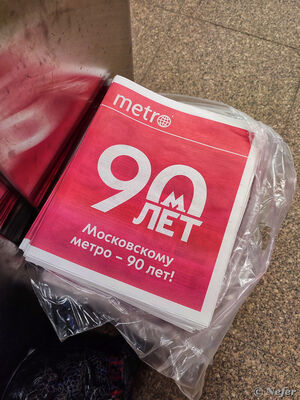 metro
90
М
ЛЕТ
Московскому
метро – 90 лет!
© Nefer